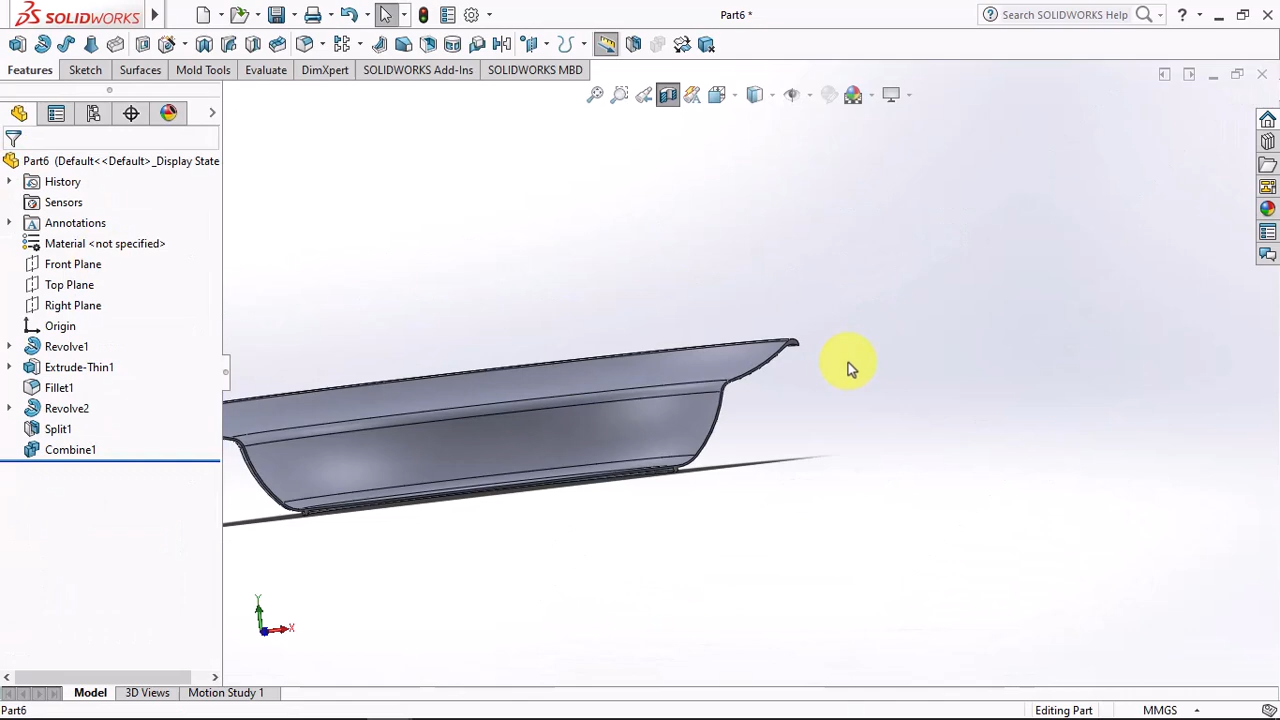 SOLIDWORKS
Part6 *
Search SOLIDWORKS Help
?
Features
Sketch
Surfaces
Mold Tools
Evaluate
DimXpert
SOLIDWORKS Add-Ins
SOLIDWORKS MBD
Part6 (Default<<Default>_Display State
History
Sensors
Annotations
Material <not specified>
Front Plane
Top Plane
Right Plane
Origin
Revolve1
Extrude-Thin1
Fillet1
Revolve2
Split1
Combine1
Y
X
Model
3D Views
Motion Study 1
Part6
Editing Part
MMGS